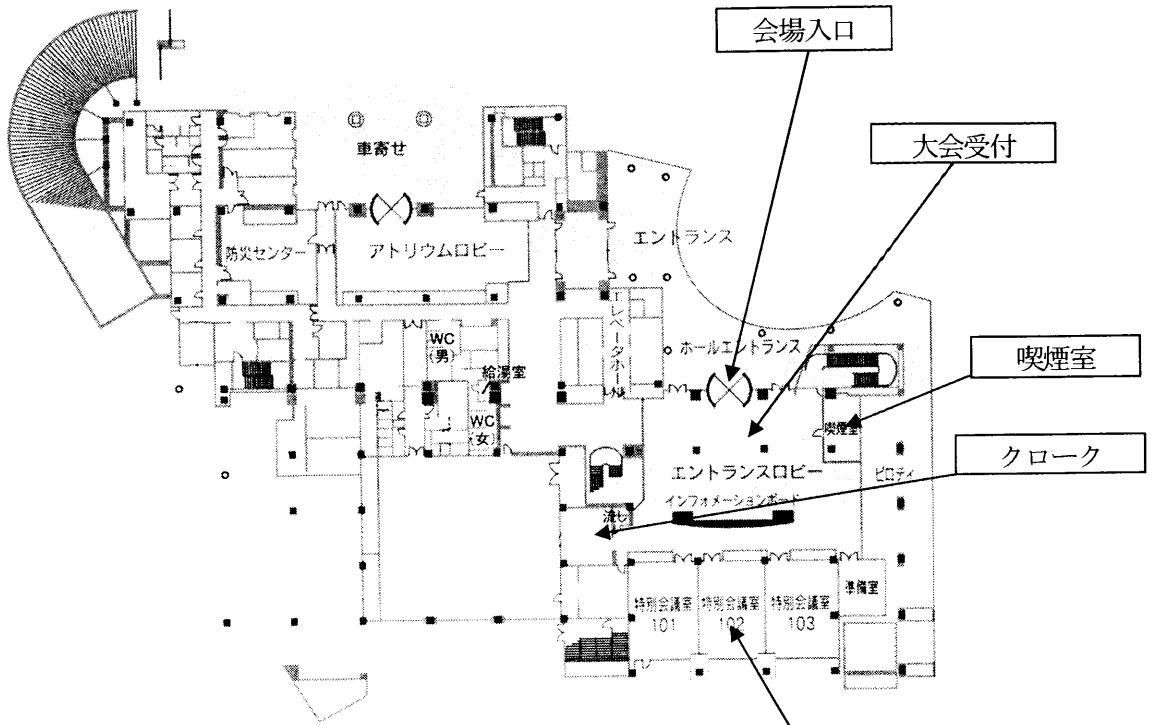 会場入口
大会受付
車寄せ
エントランス
防災センター
アトリウムロビー
エレベータホール
WC
(男)
ホールエントランス
喫煙室
給湯室
WC
(女)
喫煙室
クローク
エントランスロビー
ピロティ
インフォメーションボード
流し
準備室
特別会議室
101
特別会議室
102
特別会議室
103